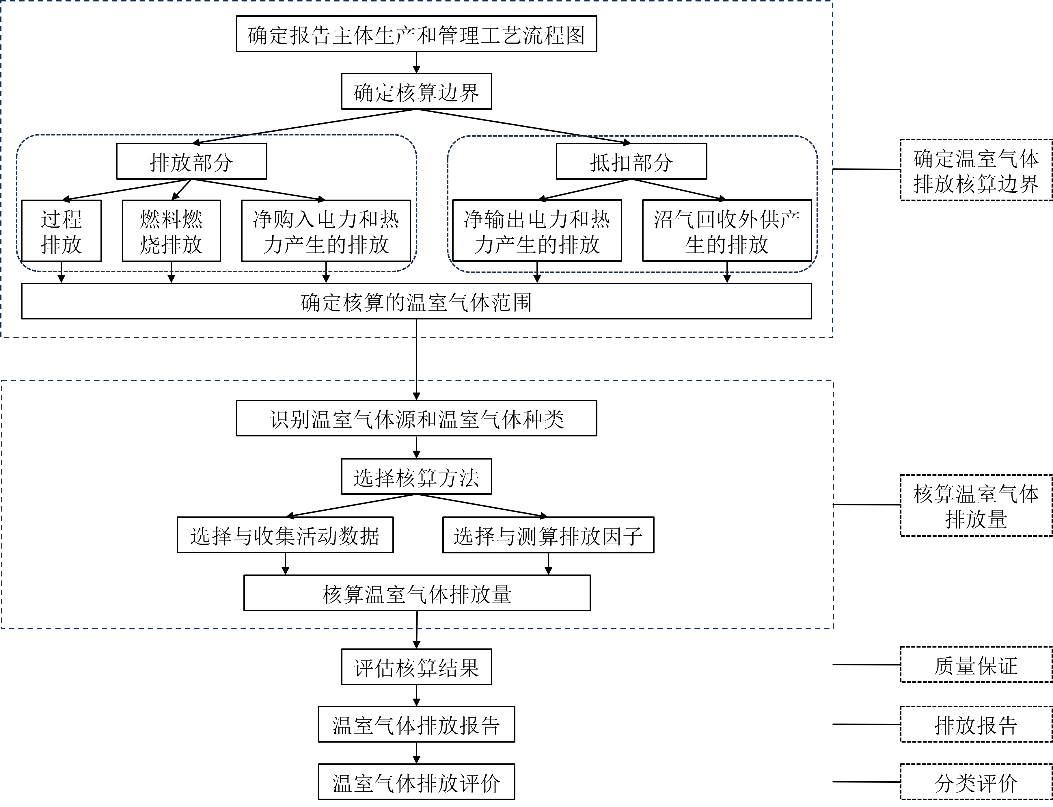 确定报告主体生产和管理工艺流程图
确定核算边界
排放部分
抵扣部分
过程
排放
燃料燃
烧排放
净购入电力和热
力产生的排放
净输出电力和热
力产生的排放
沼气回收外供产
生的排放
确定核算的温室气体范围
确定温室气体
排放核算边界
识别温室气体源和温室气体种类
选择核算方法
选择与收集活动数据
选择与测算排放因子
核算温室气体排放量
核算温室气体
排放量
评估核算结果
质量保证
温室气体排放报告
排放报告
温室气体排放评价
分类评价